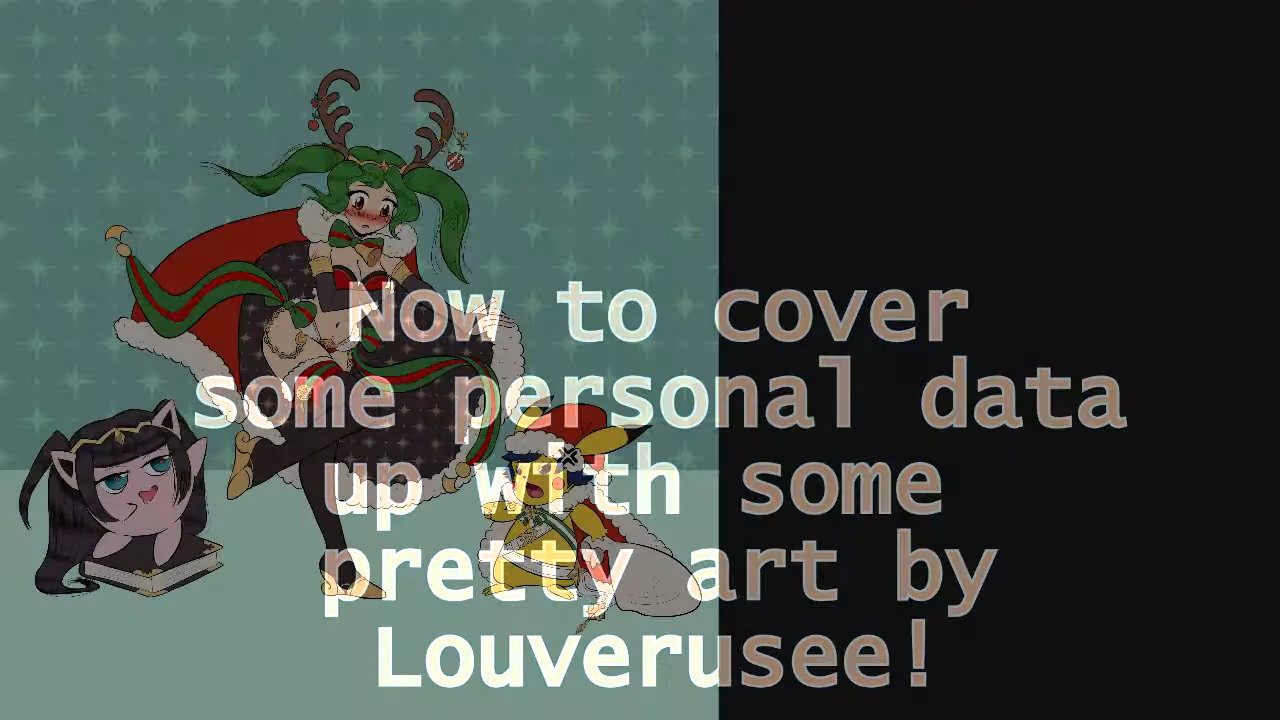 Now to cover
some personal data
up with some
pretty art by
Louverusee!